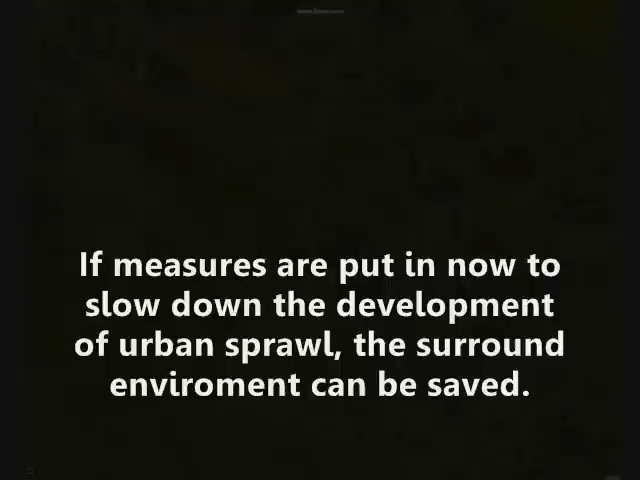 If measures are put in now to
slow down the development
of urban sprawl, the surround
enviroment can be saved.